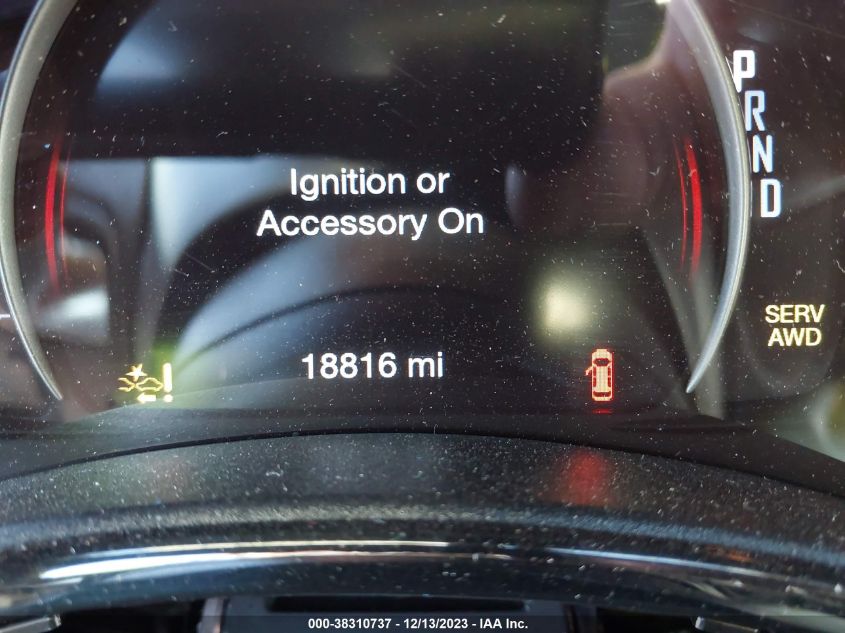 Ignition or
Accessory On
P
R
N
D
SERV
AWD
18816 mi
000-38310737 - 12/13/2023 - IAA Inc.